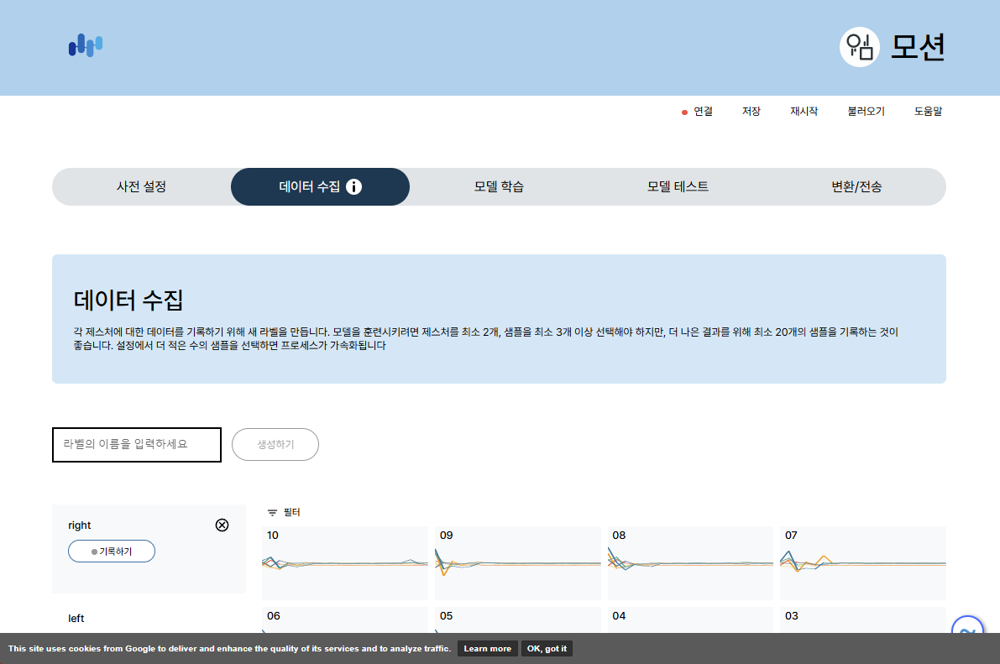 모션
연결 저장 재시작 불러오기 도움말
사전 설정 데이터 수집 모델 학습 모델 테스트 변환/전송
데이터 수집
각 제스처에 대한 데이터를 기록하기 위해 새 라벨을 만듭니다. 모델을 훈련시키려면 제스처를 최소 2개, 샘플을 최소 3개 이상 선택해야 하지만, 더 나은 결과를 위해 최소 20개의 샘플을 기록하는 것이
좋습니다. 설정에서 더 적은 수의 샘플을 선택하면 프로세스가 가속화됩니다
라벨의 이름을 입력하세요 생성하기
필터
right
기록하기
10 09 08 07
left
06 05 04 03
This site uses cookies from Google to deliver and enhance the quality of its services and to analyze traffic. Learn more OK, got it